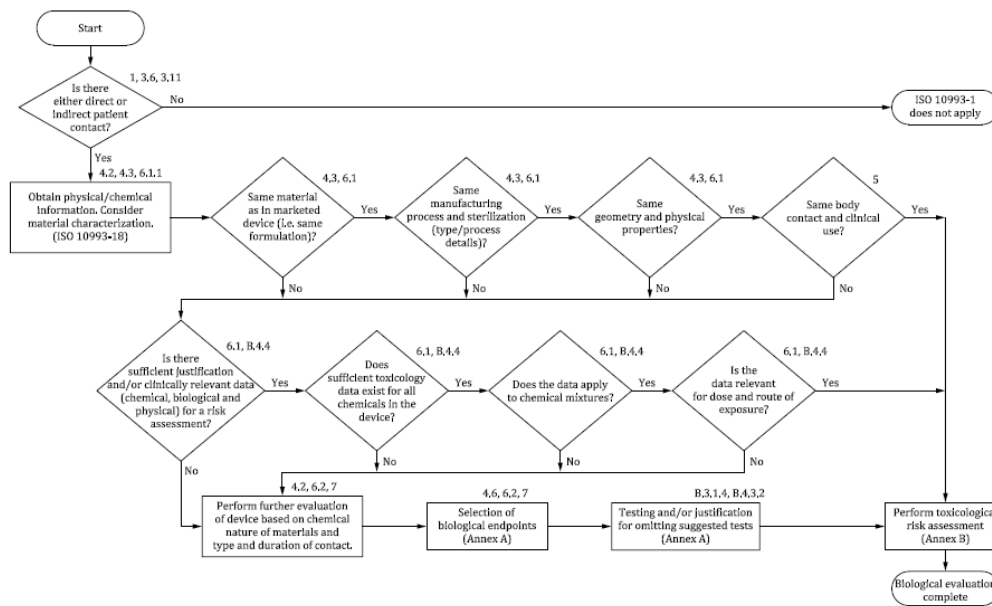 Start
1, 3,6, 3,11
Is there
either direct or
indirect patient
contact?
No
ISO 10993-1
does not apply
Yes
4.2, 4.3, 6.1.1
Obtain physical/chemical
information. Consider
material characterization.
(ISO 10993-18)
4,3, 6,1
Same material
as in marketed
device (i.e. same
formulation)?
Yes
No
4,3, 6,1
Same
manufacturing
process and sterilization
(type/process
details)?
Yes
No
4,3, 6,1
Same
geometry and physical
properties?
Yes
No
5
Same body
contact and clinical
use?
Yes
No
6,1, B,4,4
Is there
sufficient justification
and/or clinically relevant data
(chemical, biological and
physical) for a risk
assessment?
Yes
No
6,1, B,4,4
Does
sufficient toxicology
data exist for all
chemicals in the
device?
Yes
No
6,1, B,4,4
Does the data apply
to chemical mixtures?
Yes
No
6,1, B,4,4
Is the
data relevant
for dose and route of
exposure?
Yes
No
4.2, 6.2, 7
Perform further evaluation
of device based on chemical
nature of materials and
type and duration of contact.
4,6, 6,2, 7
Selection of
biological endpoints
(Annex A)
B,3,1,4, B,4,3,2
Testing and/or justification
for omitting suggested tests
(Annex A)
Perform toxicological
risk assessment
(Annex B)
Biological evaluation
complete